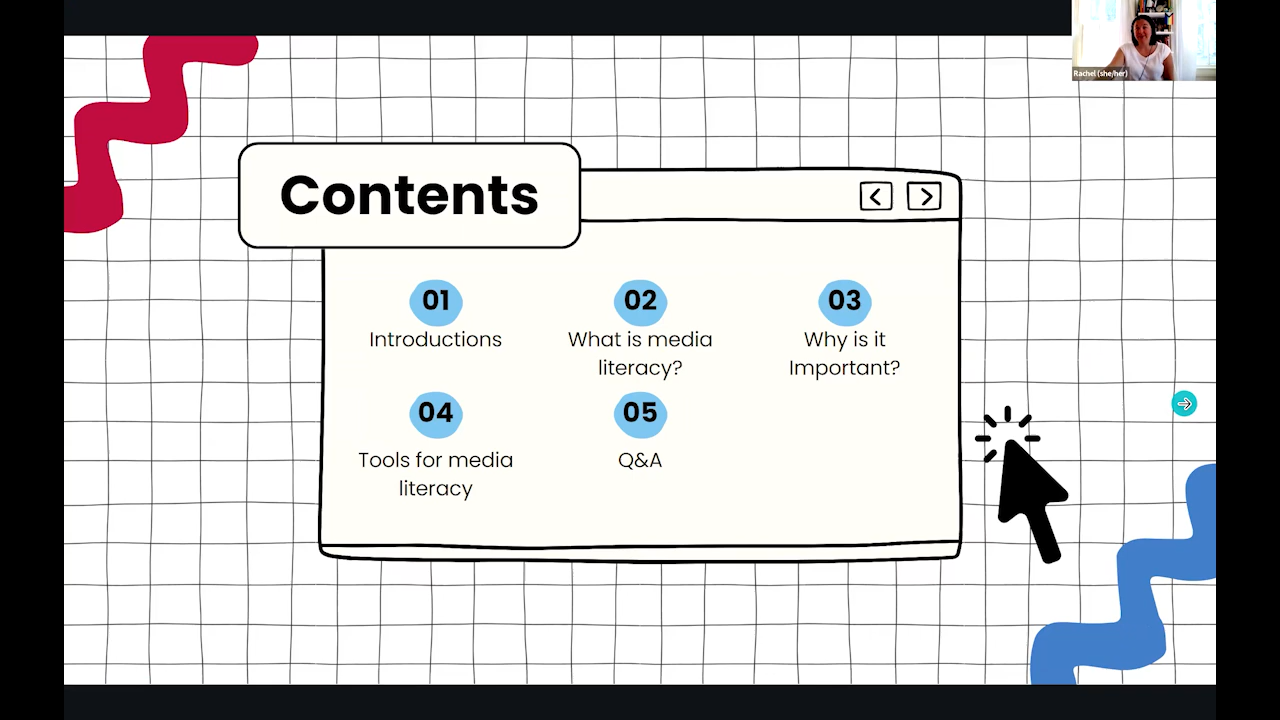 Rachel (she/her)
Contents
01
Introductions
02
What is media
literacy?
03
Why is it
Important?
04
Tools for media
literacy
05
Q&A